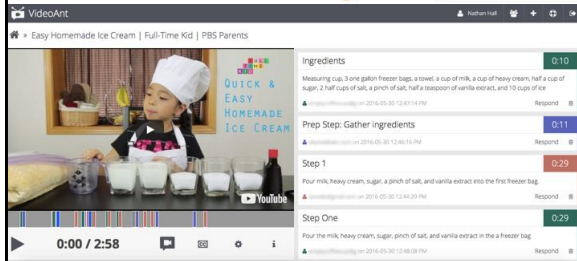 VideoAnt
Nathan Hall
» Easy Homemade Ice Cream | Full-Time Kid | PBS Parents
QUICK &
EASY
HOMEMADE
ICE CREAM
YouTube
0:00 / 2:58
CC
i
Ingredients
0:10
Measuring cup, 3 one gallon freezer bags, a towel, a cup of milk, a cup of heavy cream, half a cup of
sugar, 2 half cups of salt, a pinch of salt, half a teaspoon of vanilla extract, and 10 cups of ice
on 2016-05-30 12:41:14 PM
Respond
Prep Step: Gather ingredients
0:11
on 2016-05-30 12:46:16 PM
Respond
Step 1
0:29
Pour milk, heavy cream, sugar, a pinch of salt, and vanilla extract into the first freezer bag.
on 2016-05-30 12:44:39 PM
Respond
Step One
0:29
Pour the milk, heavy cream, sugar, pinch of salt, and vanilla extract in the a freezer bag
on 2016-05-30 12:48:08 PM
Respond